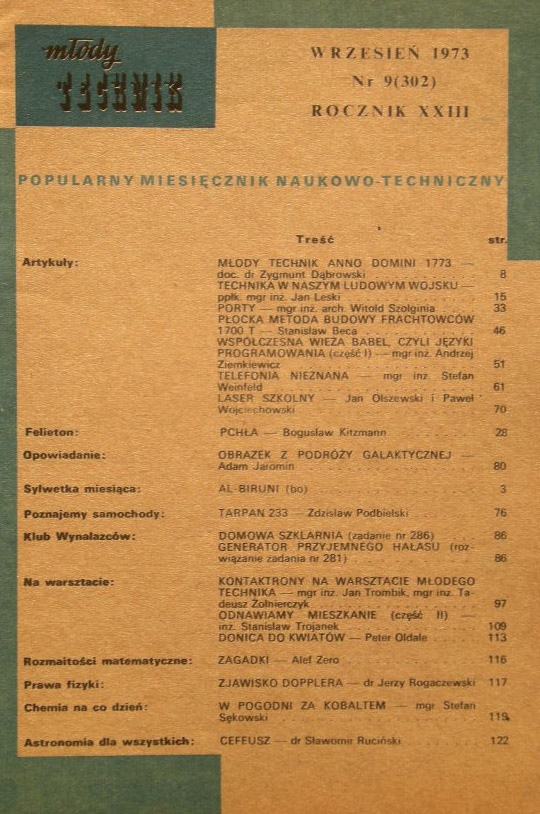 młody
TECHNIK
WRZESIEŃ 1973
Nr 9(302)
ROCZNIK XXIII
POPULARNY MIESIĘCZNIK NAUKOWO-TECHNICZNY
Treść str.
Artykuły: MŁODY TECHNIK ANNO DOMINI 1773 —
doc. dr Zygmunt Dąbrowski 8
TECHNIKA W NASZYM LUDOWYM WOJSKU —
ppłk. mgr inż. Jan Leski 15
PORTY — mgr inż. arch. Witold Szolginia 33
PŁOCKA METODA BUDOWY FRACHTOWCÓW
1700 T — Stanisław Beca 46
WSPÓŁCZESNA WIEŻA BABEL, CZYLI JĘZYKI
PROGRAMOWANIA (część I) — mgr inż. Andrzej
Ziemkiewicz 51
TELEFONIA NIEZNANA — mgr inż. Stefan
Weinfeld 61
LASER SZKOLNY — Jan Olszewski i Paweł
Wojciechowski 70
Felieton: PCHŁA — Bogusław Kitzmann 28
Opowiadanie: OBRAZEK Z PODRÓŻY GALAKTYCZNEJ —
Adam Jaromin 80
Sylwetka miesiąca: AL-BIRUNI (bo) 3
Poznajemy samochody: TARPAN 233 — Zdzisław Podbielski 76
Klub Wynalazców: DOMOWA SZKLARNIA (zadanie nr 286) 86
GENERATOR PRZYJEMNEGO HAŁASU (roz-
wiązanie zadania nr 281) 86
Na warsztacie: KONTAKTRONY NA WARSZTACIE MŁODEGO
TECHNIKA — mgr inż. Jan Trombik, mgr inż. Ta-
deusz Żołnierczyk 97
ODNAWIAMY MIESZKANIE (część II) —
inż. Stanisław Trojanek 109
DONICA DO KWIATÓW — Peter Oldale 113
Rozmaitości matematyczne: ZAGADKI — Alef Zero 116
Prawa fizyki: ZJAWISKO DOPPLERA — dr Jerzy Rogaczewski 117
Chemia na co dzień: W POGODNI ZA KOBALTEM — mgr Stefan
Sękowski 119
Astronomia dla wszystkich: CEFEUSZ — dr Sławomir Ruciński 122